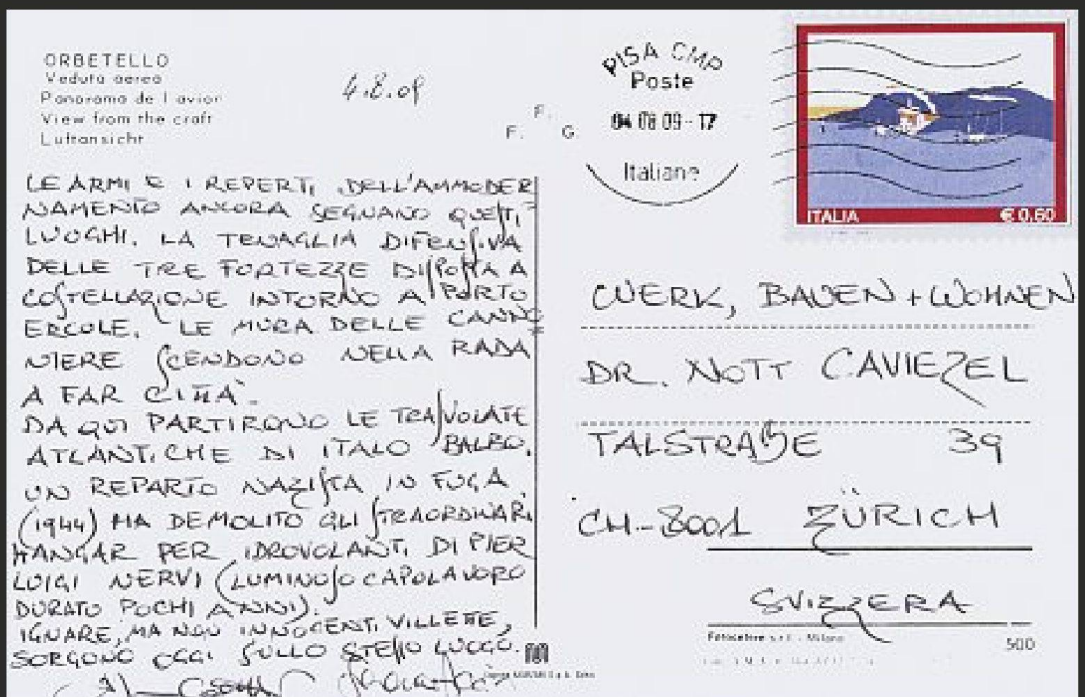 ORBETELLO
Veduta aerea
Panorama de l avion
View from the craft
Luftansicht
4.8.09
F. F. G.
PISA CMP
Poste
04 08 09 - 17
Italiane
ITALIA
€ 0,60
LE ARMI E I REPERTI DELL'AMMODER
NAMENTO ANCORA SEGNANO QUESTI
LUOGHI. LA TENAGLIA DIFENSIVA
DELLE TRE FORTEZZE DISPOSTA A
COSTELLAZIONE INTORNO A PORTO
ERCOLE. LE MURA DELLE CANNO
NIERE SCENDONO NELLA RADA
A FAR CITTÀ.
DA QUI PARTIRONO LE TRASVOLATE
ATLANTICHE DI ITALO BALBO.
UN REPARTO NAZISTA IN FUGA
(1944) HA DEMOLITO GLI STRAORDINARI
HANGAR PER IDROVOLANTI DI PIER
LUIGI NERVI (LUMINOSO CAPOLAVORO
DURATO POCHI ANNI).
IGNARE, MA NON INNOCENTI VILLETTE,
SORGONO OGGI SULLO STESSO LUOGO.
WERK, BAUEN + WOHNEN
DR. NOTT CAVIEZEL
TALSTRAßE 39
CH-8001 ZÜRICH
SVIZZERA
Fotocelere s.r.l. - Milano
500